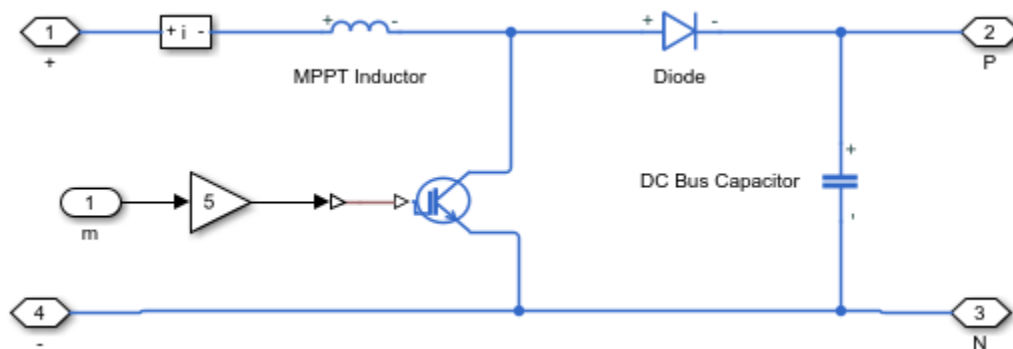 1
+
+ i -
+ -
MPPT Inductor
+ -
Diode
2
P
1
m
5
DC Bus Capacitor
+
'
4
-
3
N